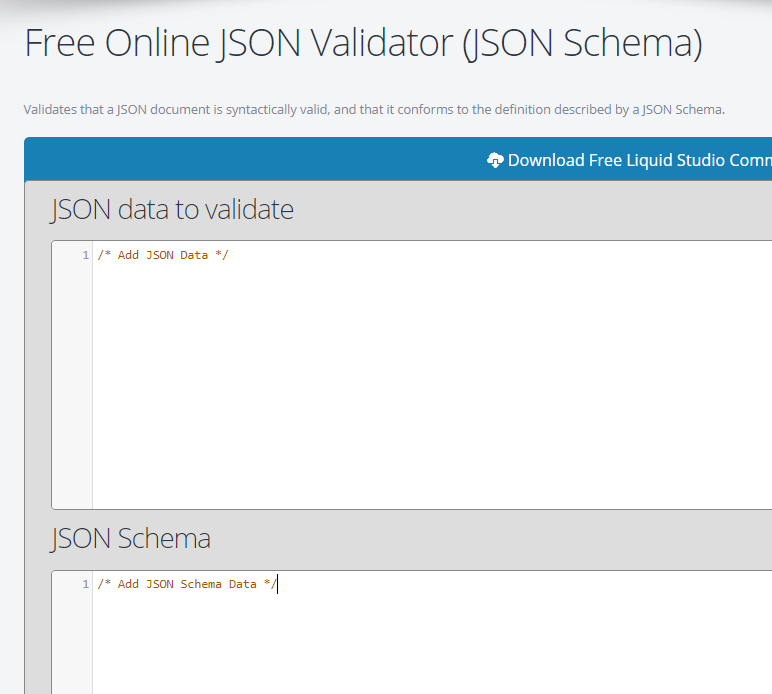 Free Online JSON Validator (JSON Schema)
Validates that a JSON document is syntactically valid, and that it conforms to the definition described by a JSON Schema.
Download Free Liquid Studio Comm
JSON data to validate
1 /* Add JSON Data */
JSON Schema
1 /* Add JSON Schema Data */